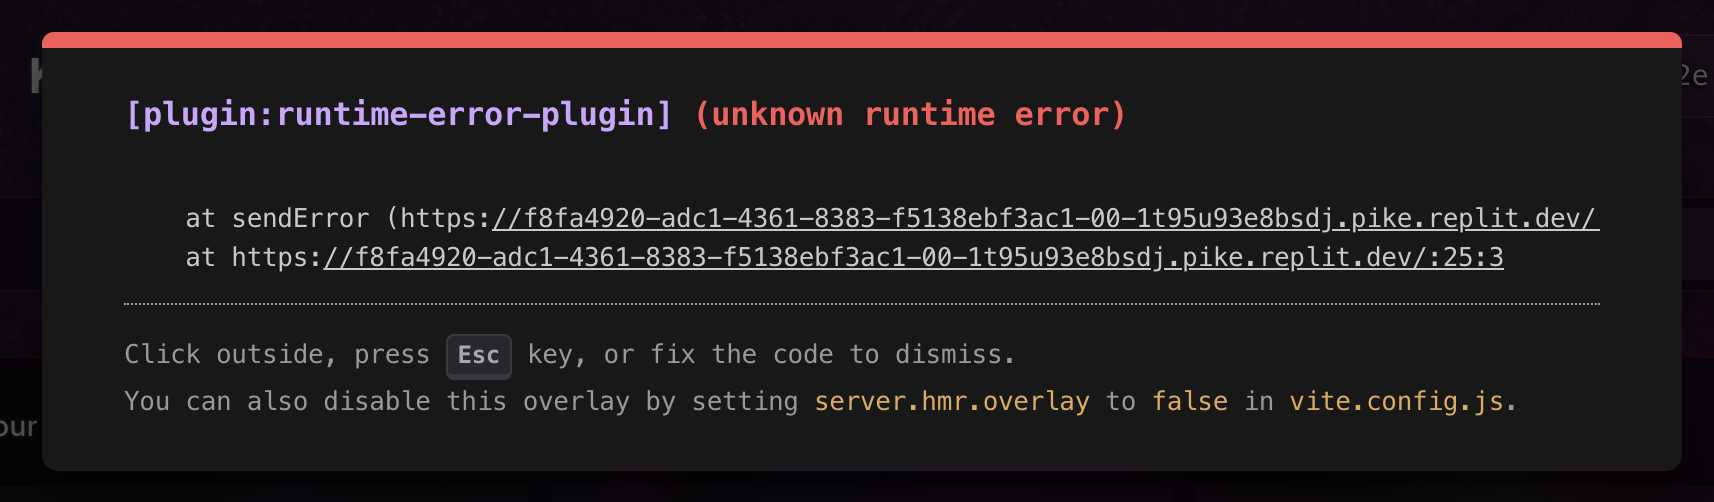 [plugin:runtime-error-plugin] (unknown runtime error)
2e
at sendError (https://f8fa4920-adc1-4361-8383-f5138ebf3ac1-00-1t95u93e8bsdj.pike.replit.dev/
at https://f8fa4920-adc1-4361-8383-f5138ebf3ac1-00-1t95u93e8bsdj.pike.replit.dev/:25:3
Click outside, press Esc key, or fix the code to dismiss.
You can also disable this overlay by setting server.hmr.overlay to false in vite.config.js.
our